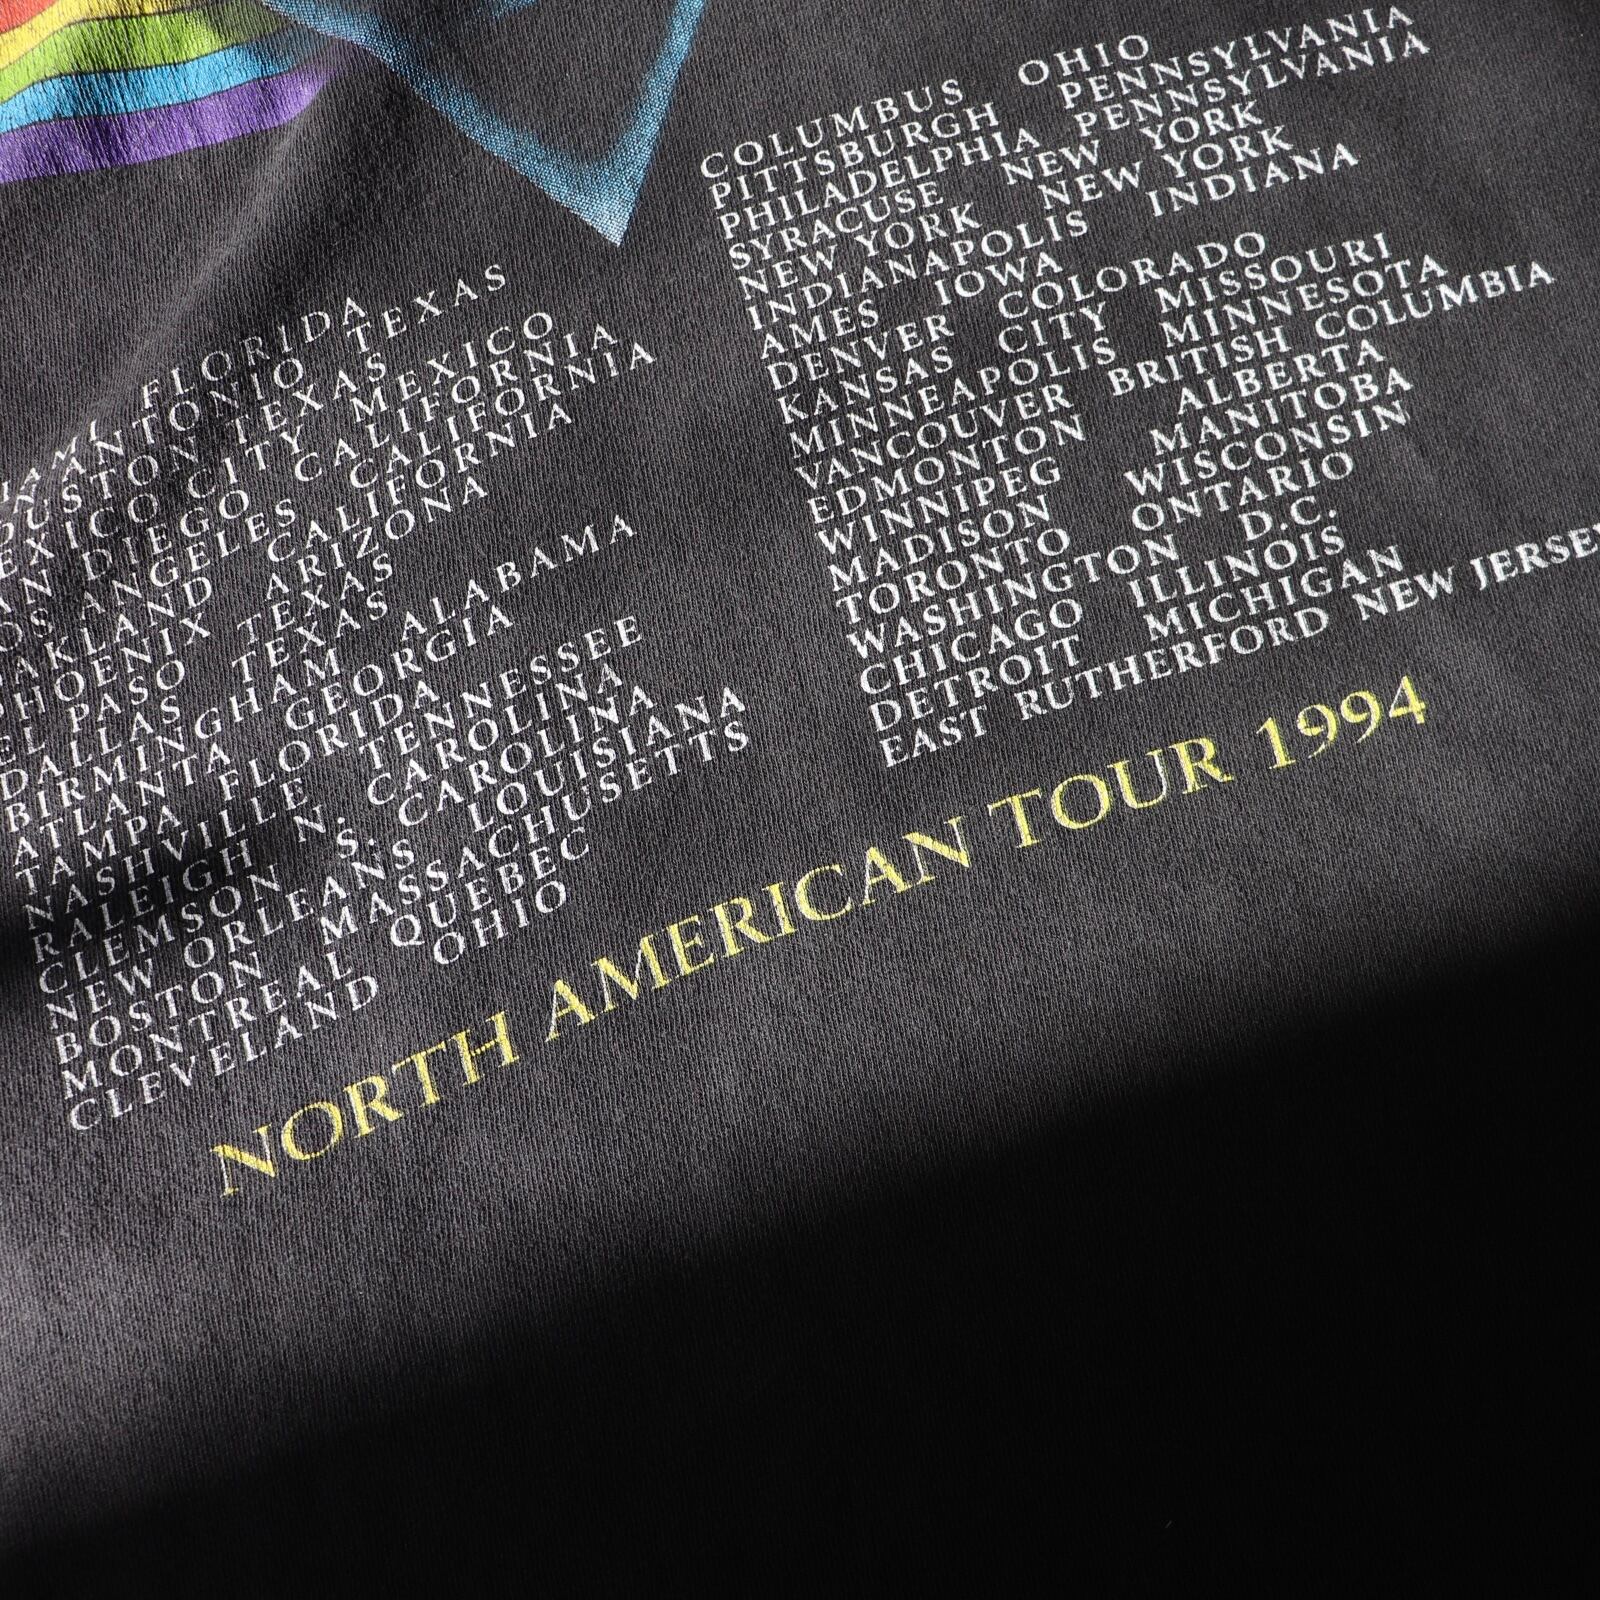 FLORIDA
ANTONIO TEXAS
HOUSTON TEXAS
MEXICO CITY MEXICO
SAN DIEGO CALIFORNIA
LOS ANGELES CALIFORNIA
OAKLAND CALIFORNIA
PHOENIX ARIZONA
EL PASO TEXAS
DALLAS TEXAS
BIRMINGHAM ALABAMA
ATLANTA GEORGIA
TAMPA FLORIDA
NASHVILLE TENNESSEE
RALEIGH N. CAROLINA
CLEMSON S. CAROLINA
NEW ORLEANS LOUISIANA
BOSTON MASSACHUSETTS
MONTREAL QUEBEC
CLEVELAND OHIO
COLUMBUS OHIO
PITTSBURGH PENNSYLVANIA
PHILADELPHIA PENNSYLVANIA
SYRACUSE NEW YORK
NEW YORK NEW YORK
INDIANAPOLIS INDIANA
AMES IOWA
DENVER COLORADO
KANSAS CITY MISSOURI
MINNEAPOLIS MINNESOTA
VANCOUVER BRITISH COLUMBIA
EDMONTON ALBERTA
WINNIPEG MANITOBA
MADISON WISCONSIN
TORONTO ONTARIO
WASHINGTON D.C.
CHICAGO ILLINOIS
DETROIT MICHIGAN
EAST RUTHERFORD NEW JERSEY
NORTH AMERICAN TOUR 1994